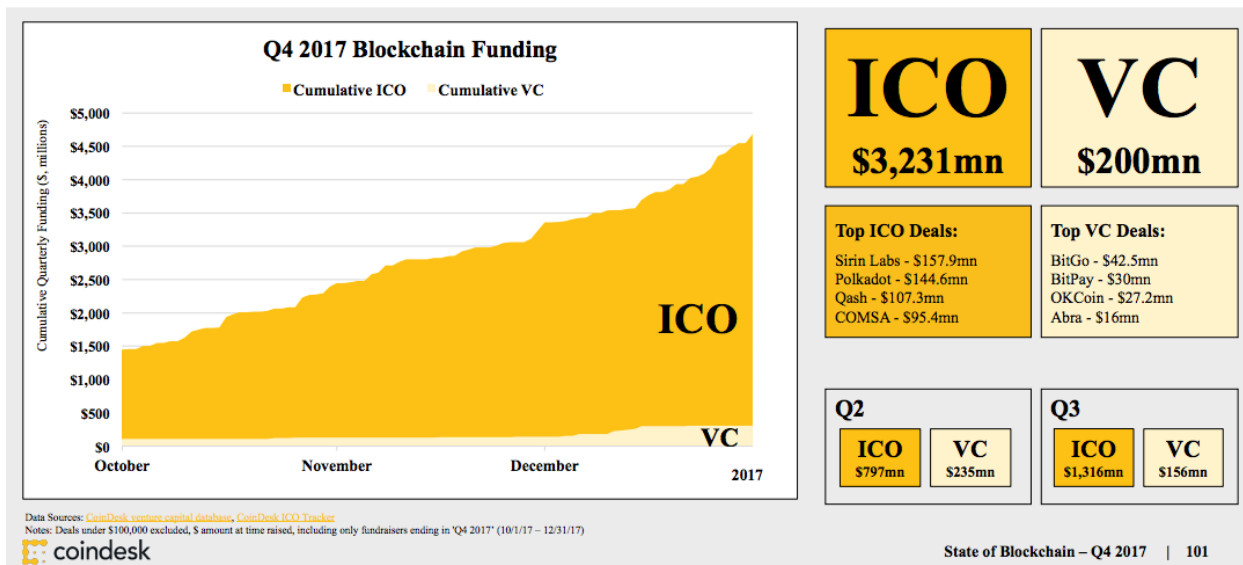 Q4 2017 Blockchain Funding
Cumulative ICO Cumulative VC
Cumulative Quarterly Funding ($, millions)
$5,000
$4,500
$4,000
$3,500
$3,000
$2,500
$2,000
$1,500
$1,000
$500
$0
ICO
VC
October November December 2017
ICO
$3,231mn
VC
$200mn
Top ICO Deals:
Sirin Labs - $157.9mn
Polkadot - $144.6mn
Qash - $107.3mn
COMSA - $95.4mn
Top VC Deals:
BitGo - $42.5mn
BitPay - $30mn
OKCoin - $27.2mn
Abra - $16mn
Q2
ICO
$797mn
VC
$235mn
Q3
ICO
$1,316mn
VC
$156mn
Data Sources: CoinDesk venture capital database, CoinDesk ICO Tracker
Notes: Deals under $100,000 excluded, $ amount at time raised, including only fundraisers ending in 'Q4 2017' (10/1/17 – 12/31/17)
coindesk
State of Blockchain – Q4 2017 | 101